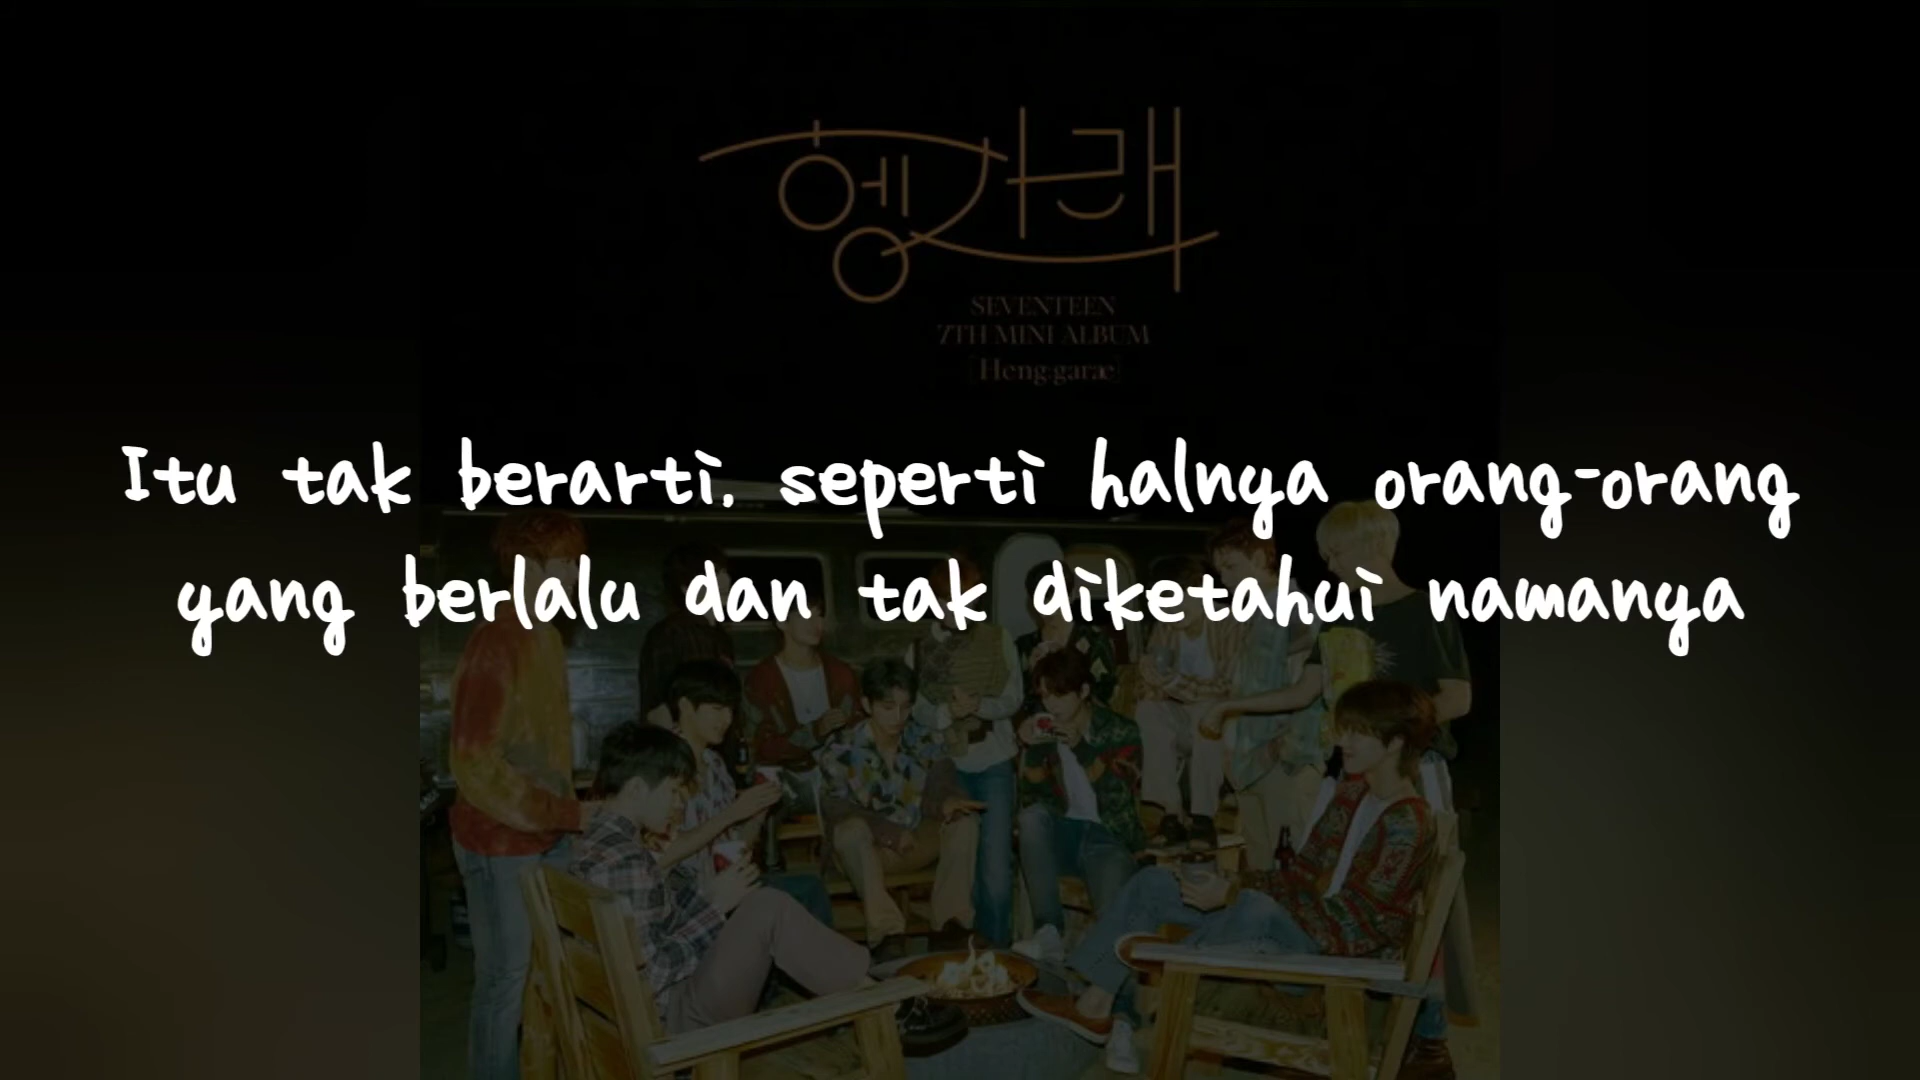 헹가래
SEVENTEEN
7TH MINI ALBUM
[Heng:garæ]
Itu tak berarti. seperti halnya orang-orang
yang berlalu dan tak diketahui namanya